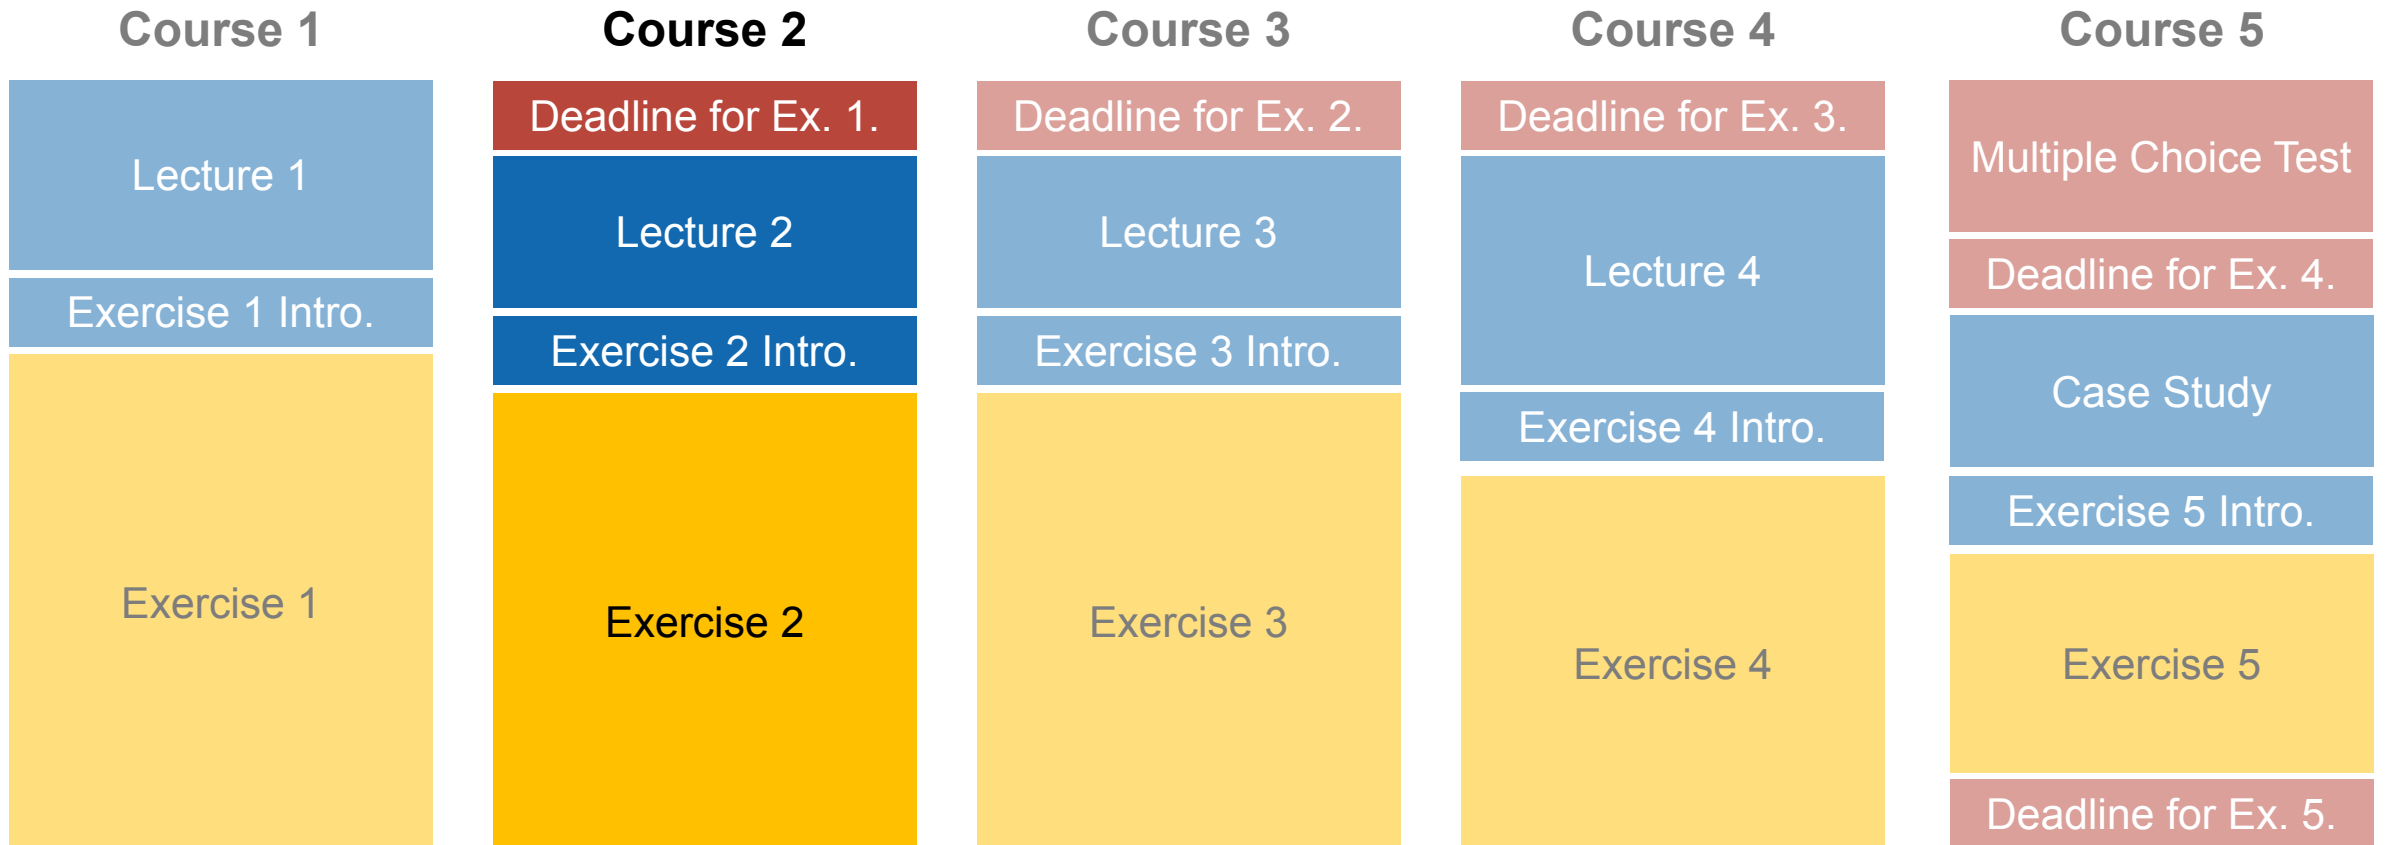 Course 1
Lecture 1
Exercise 1 Intro.
Exercise 1
Course 2
Deadline for Ex. 1.
Lecture 2
Exercise 2 Intro.
Exercise 2
Course 3
Deadline for Ex. 2.
Lecture 3
Exercise 3 Intro.
Exercise 3
Course 4
Deadline for Ex. 3.
Lecture 4
Exercise 4 Intro.
Exercise 4
Course 5
Multiple Choice Test
Deadline for Ex. 4.
Case Study
Exercise 5 Intro.
Exercise 5
Deadline for Ex. 5.